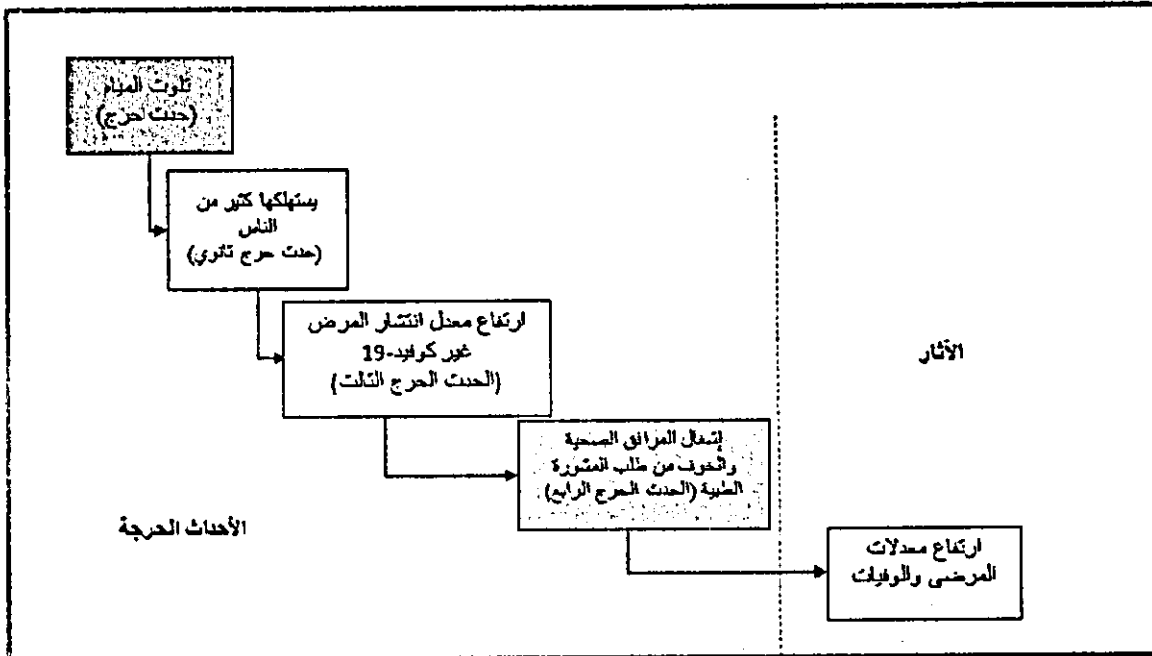 تلوث المياه
(حدث حرج)
يستهلكها كثير من
الناس
(حدث حرج ثانوي)
ارتفاع معدل انتشار المرض
غير كوفيد-19
(الحدث الحرج الثالث)
إشغال المرافق الصحية
والخوف من طلب المشورة
الطبية (الحدث الحرج الرابع)
الآثار
الأحداث الحرجة
ارتفاع معدلات
المرضى والوفيات